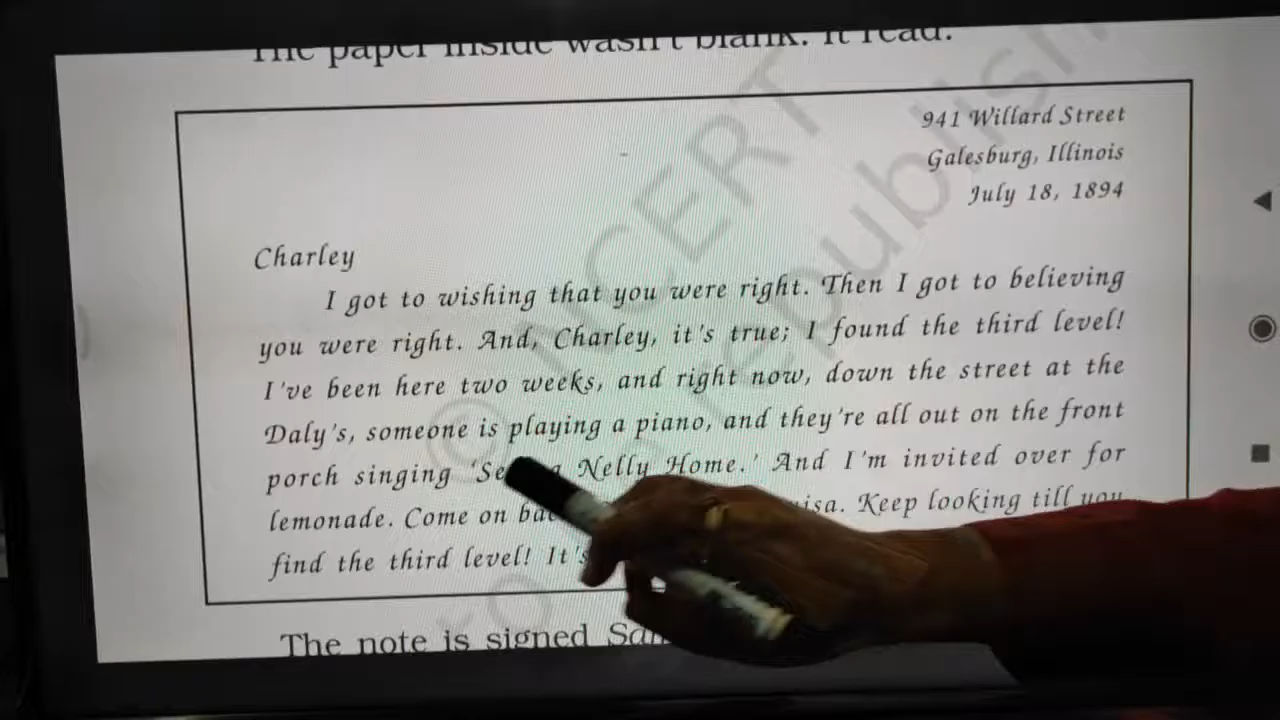 The paper inside wasn't blank. It read:
941 Willard Street
Galesburg, Illinois
July 18, 1894
Charley
I got to wishing that you were right. Then I got to believing
you were right. And, Charley, it's true; I found the third level!
I've been here two weeks, and right now, down the street at the
Daly's, someone is playing a piano, and they're all out on the front
porch singing 'Se Nelly Home.' And I'm invited over for
lemonade. Come on ba Keep looking till you
find the third level! It's
The note is signed Sam
© NCERT
republish